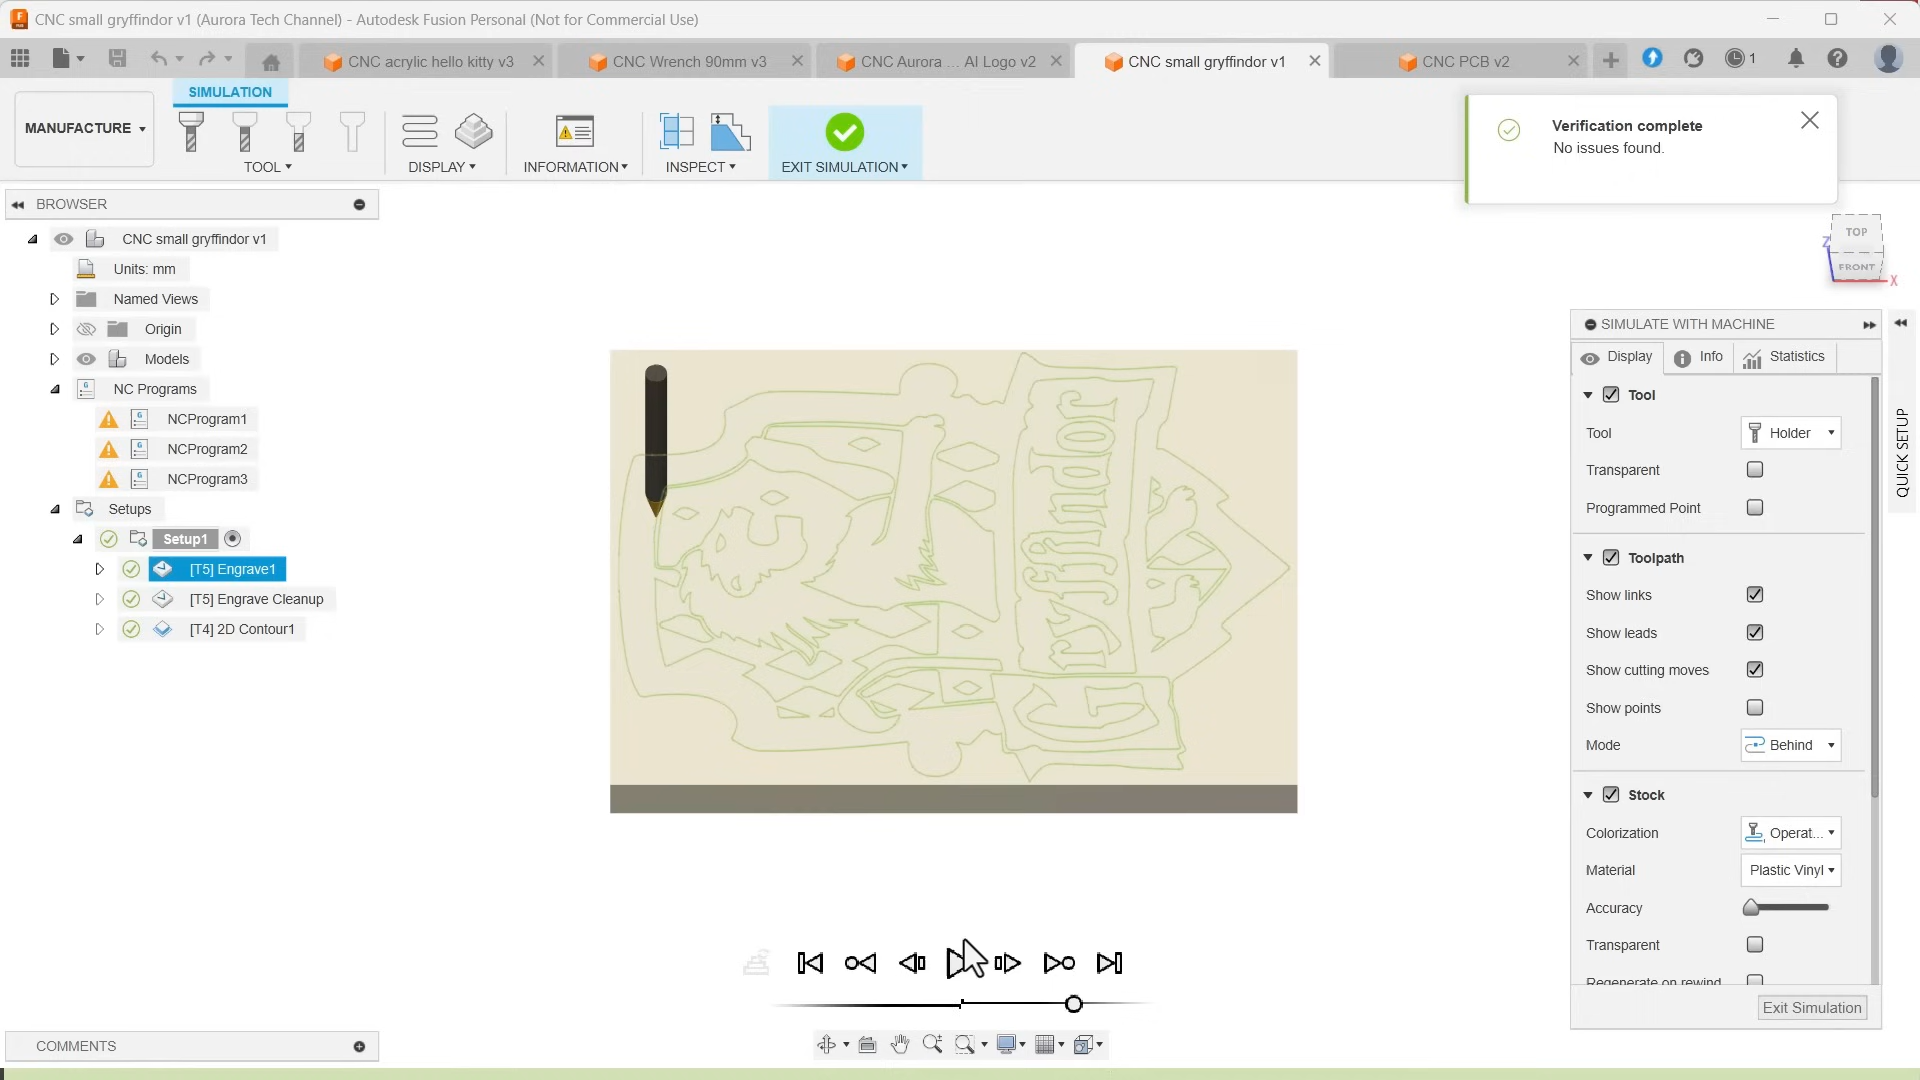 CNC small gryffindor v1 (Aurora Tech Channel) - Autodesk Fusion Personal (Not for Commercial Use)
CNC acrylic hello kitty v3
CNC Wrench 90mm v3
CNC Aurora ... AI Logo v2
CNC small gryffindor v1
CNC PCB v2
1
SIMULATION
MANUFACTURE
TOOL
DISPLAY
INFORMATION
INSPECT
EXIT SIMULATION
Verification complete
No issues found.
BROWSER
CNC small gryffindor v1
Units: mm
Named Views
Origin
Models
NC Programs
NCProgram1
NCProgram2
NCProgram3
Setups
Setup1
[T5] Engrave1
[T5] Engrave Cleanup
[T4] 2D Contour1
Gryffindor
G
TOP
FRONT
Z
X
SIMULATE WITH MACHINE
Display
Info
Statistics
Tool
Tool
Holder
Transparent
Programmed Point
Toolpath
Show links
Show leads
Show cutting moves
Show points
Mode
Behind
Stock
Colorization
Operat...
Material
Plastic Vinyl
Accuracy
Transparent
Regenerate on rewind
Exit Simulation
QUICK SETUP
COMMENTS